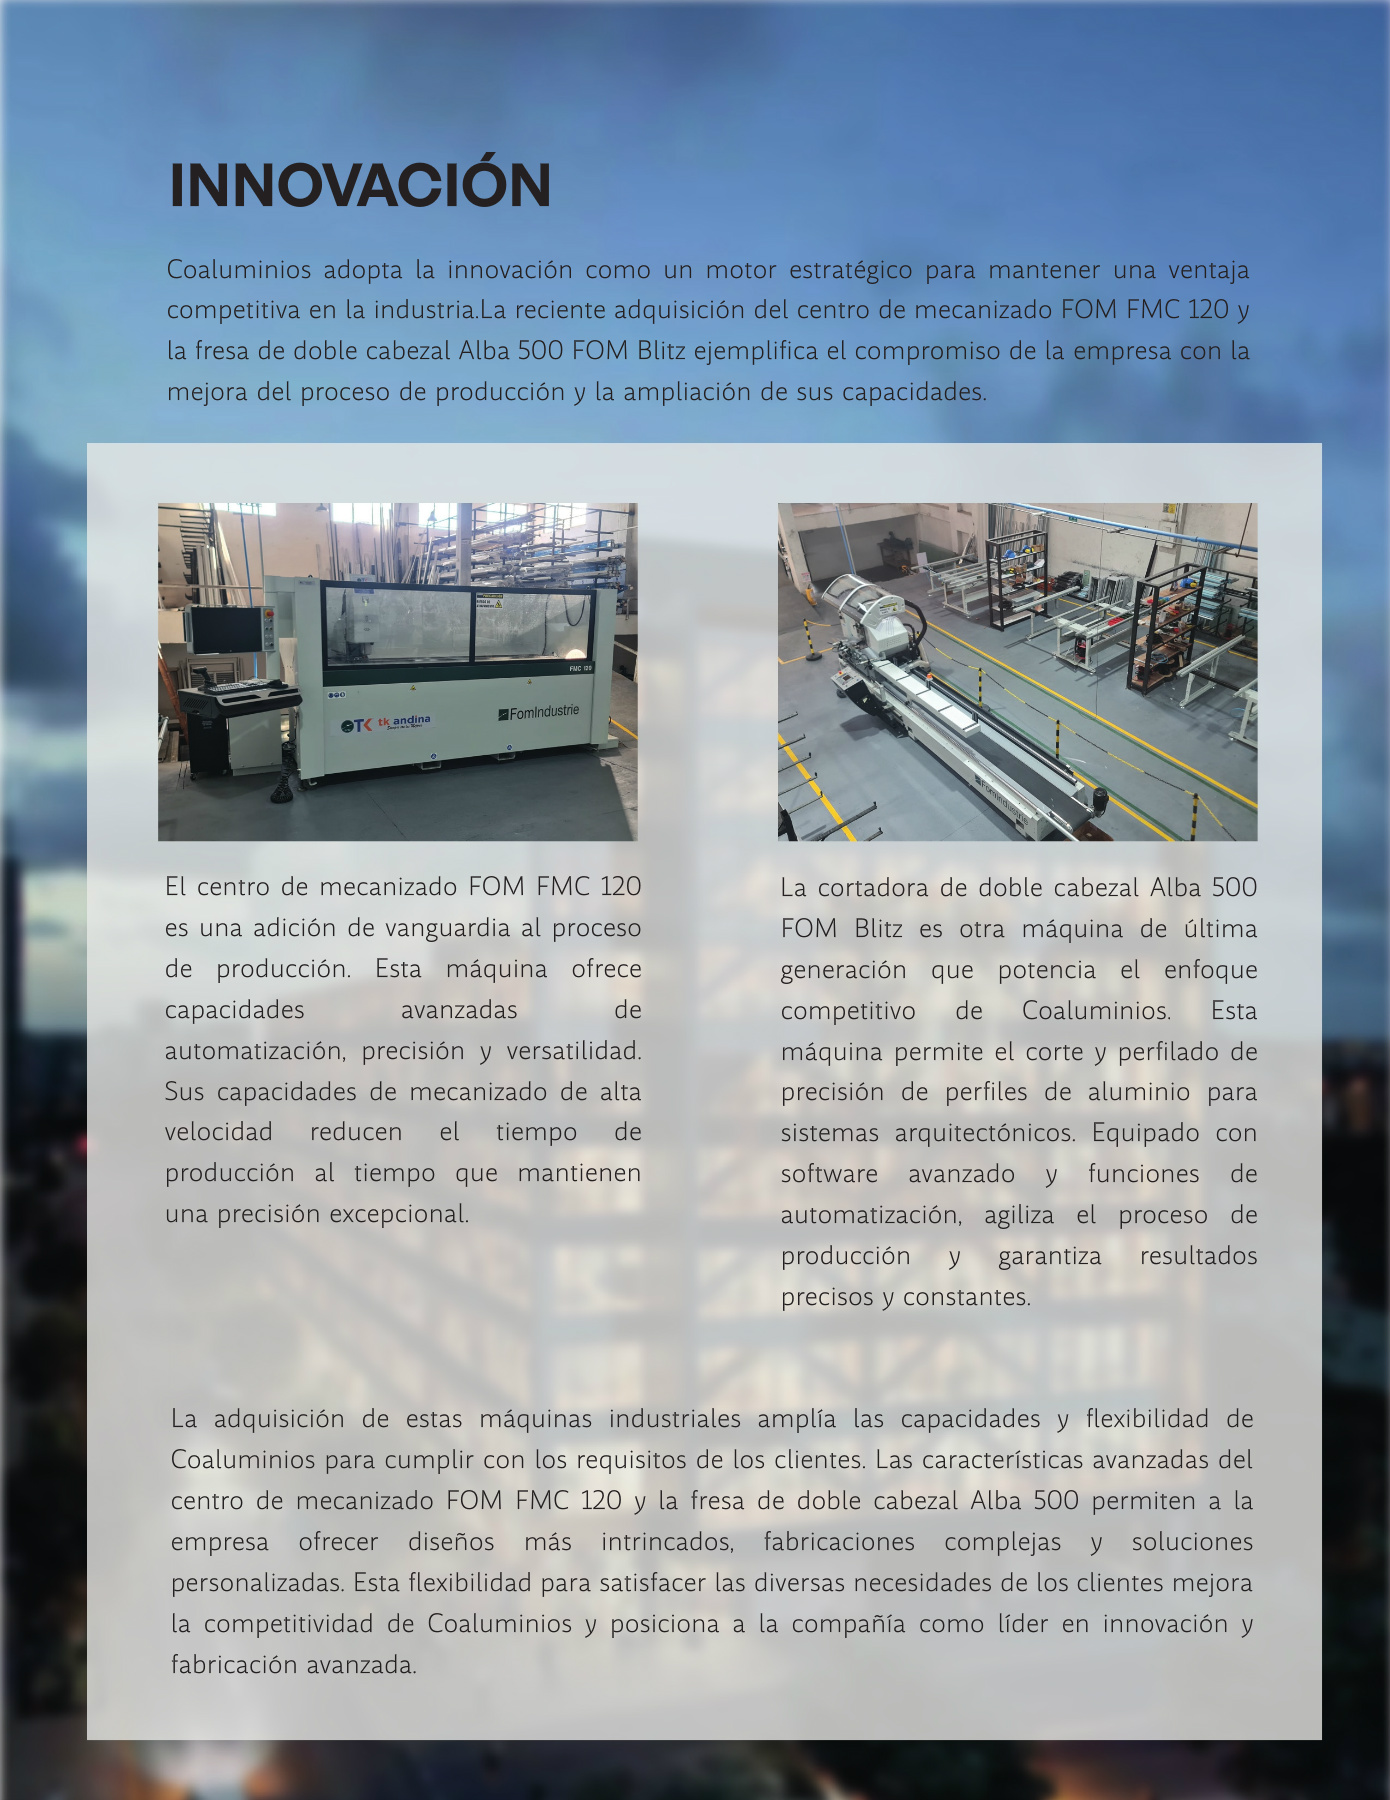 INNOVACIÓN
Coaluminios adopta la innovación como un motor estratégico para mantener una ventaja
competitiva en la industria.La reciente adquisición del centro de mecanizado FOM FMC 120 y
la fresa de doble cabezal Alba 500 FOM Blitz ejemplifica el compromiso de la empresa con la
mejora del proceso de producción y la ampliación de sus capacidades.
FMC 120
TK tk andina
FomIndustrie
FomIndustrie
El centro de mecanizado FOM FMC 120
es una adición de vanguardia al proceso
de producción. Esta máquina ofrece
capacidades avanzadas de
automatización, precisión y versatilidad.
Sus capacidades de mecanizado de alta
velocidad reducen el tiempo de
producción al tiempo que mantienen
una precisión excepcional.
La cortadora de doble cabezal Alba 500
FOM Blitz es otra máquina de última
generación que potencia el enfoque
competitivo de Coaluminios. Esta
máquina permite el corte y perfilado de
precisión de perfiles de aluminio para
sistemas arquitectónicos. Equipado con
software avanzado y funciones de
automatización, agiliza el proceso de
producción y garantiza resultados
precisos y constantes.
La adquisición de estas máquinas industriales amplía las capacidades y flexibilidad de
Coaluminios para cumplir con los requisitos de los clientes. Las características avanzadas del
centro de mecanizado FOM FMC 120 y la fresa de doble cabezal Alba 500 permiten a la
empresa ofrecer diseños más intrincados, fabricaciones complejas y soluciones
personalizadas. Esta flexibilidad para satisfacer las diversas necesidades de los clientes mejora
la competitividad de Coaluminios y posiciona a la compañía como líder en innovación y
fabricación avanzada.